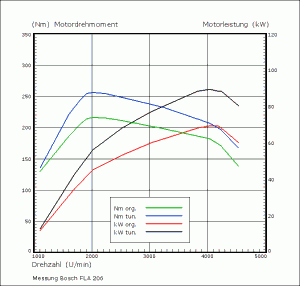 (Nm) Motordrehmoment Motorleistung (kW)
350 120
300 100
250 80
200
150 60
100 40
50 20
0 0
1000 2000 3000 4000 5000
Nm org.
Nm tun.
kW org.
kW tun.
Drehzahl (U/min)
Messung Bosch FLA 206